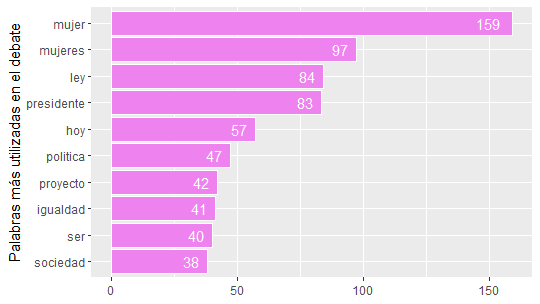 Palabras más utilizadas en el debate
mujer 159
mujeres 97
ley 84
presidente 83
hoy 57
politica 47
proyecto 42
igualdad 41
ser 40
sociedad 38
0 50 100 150